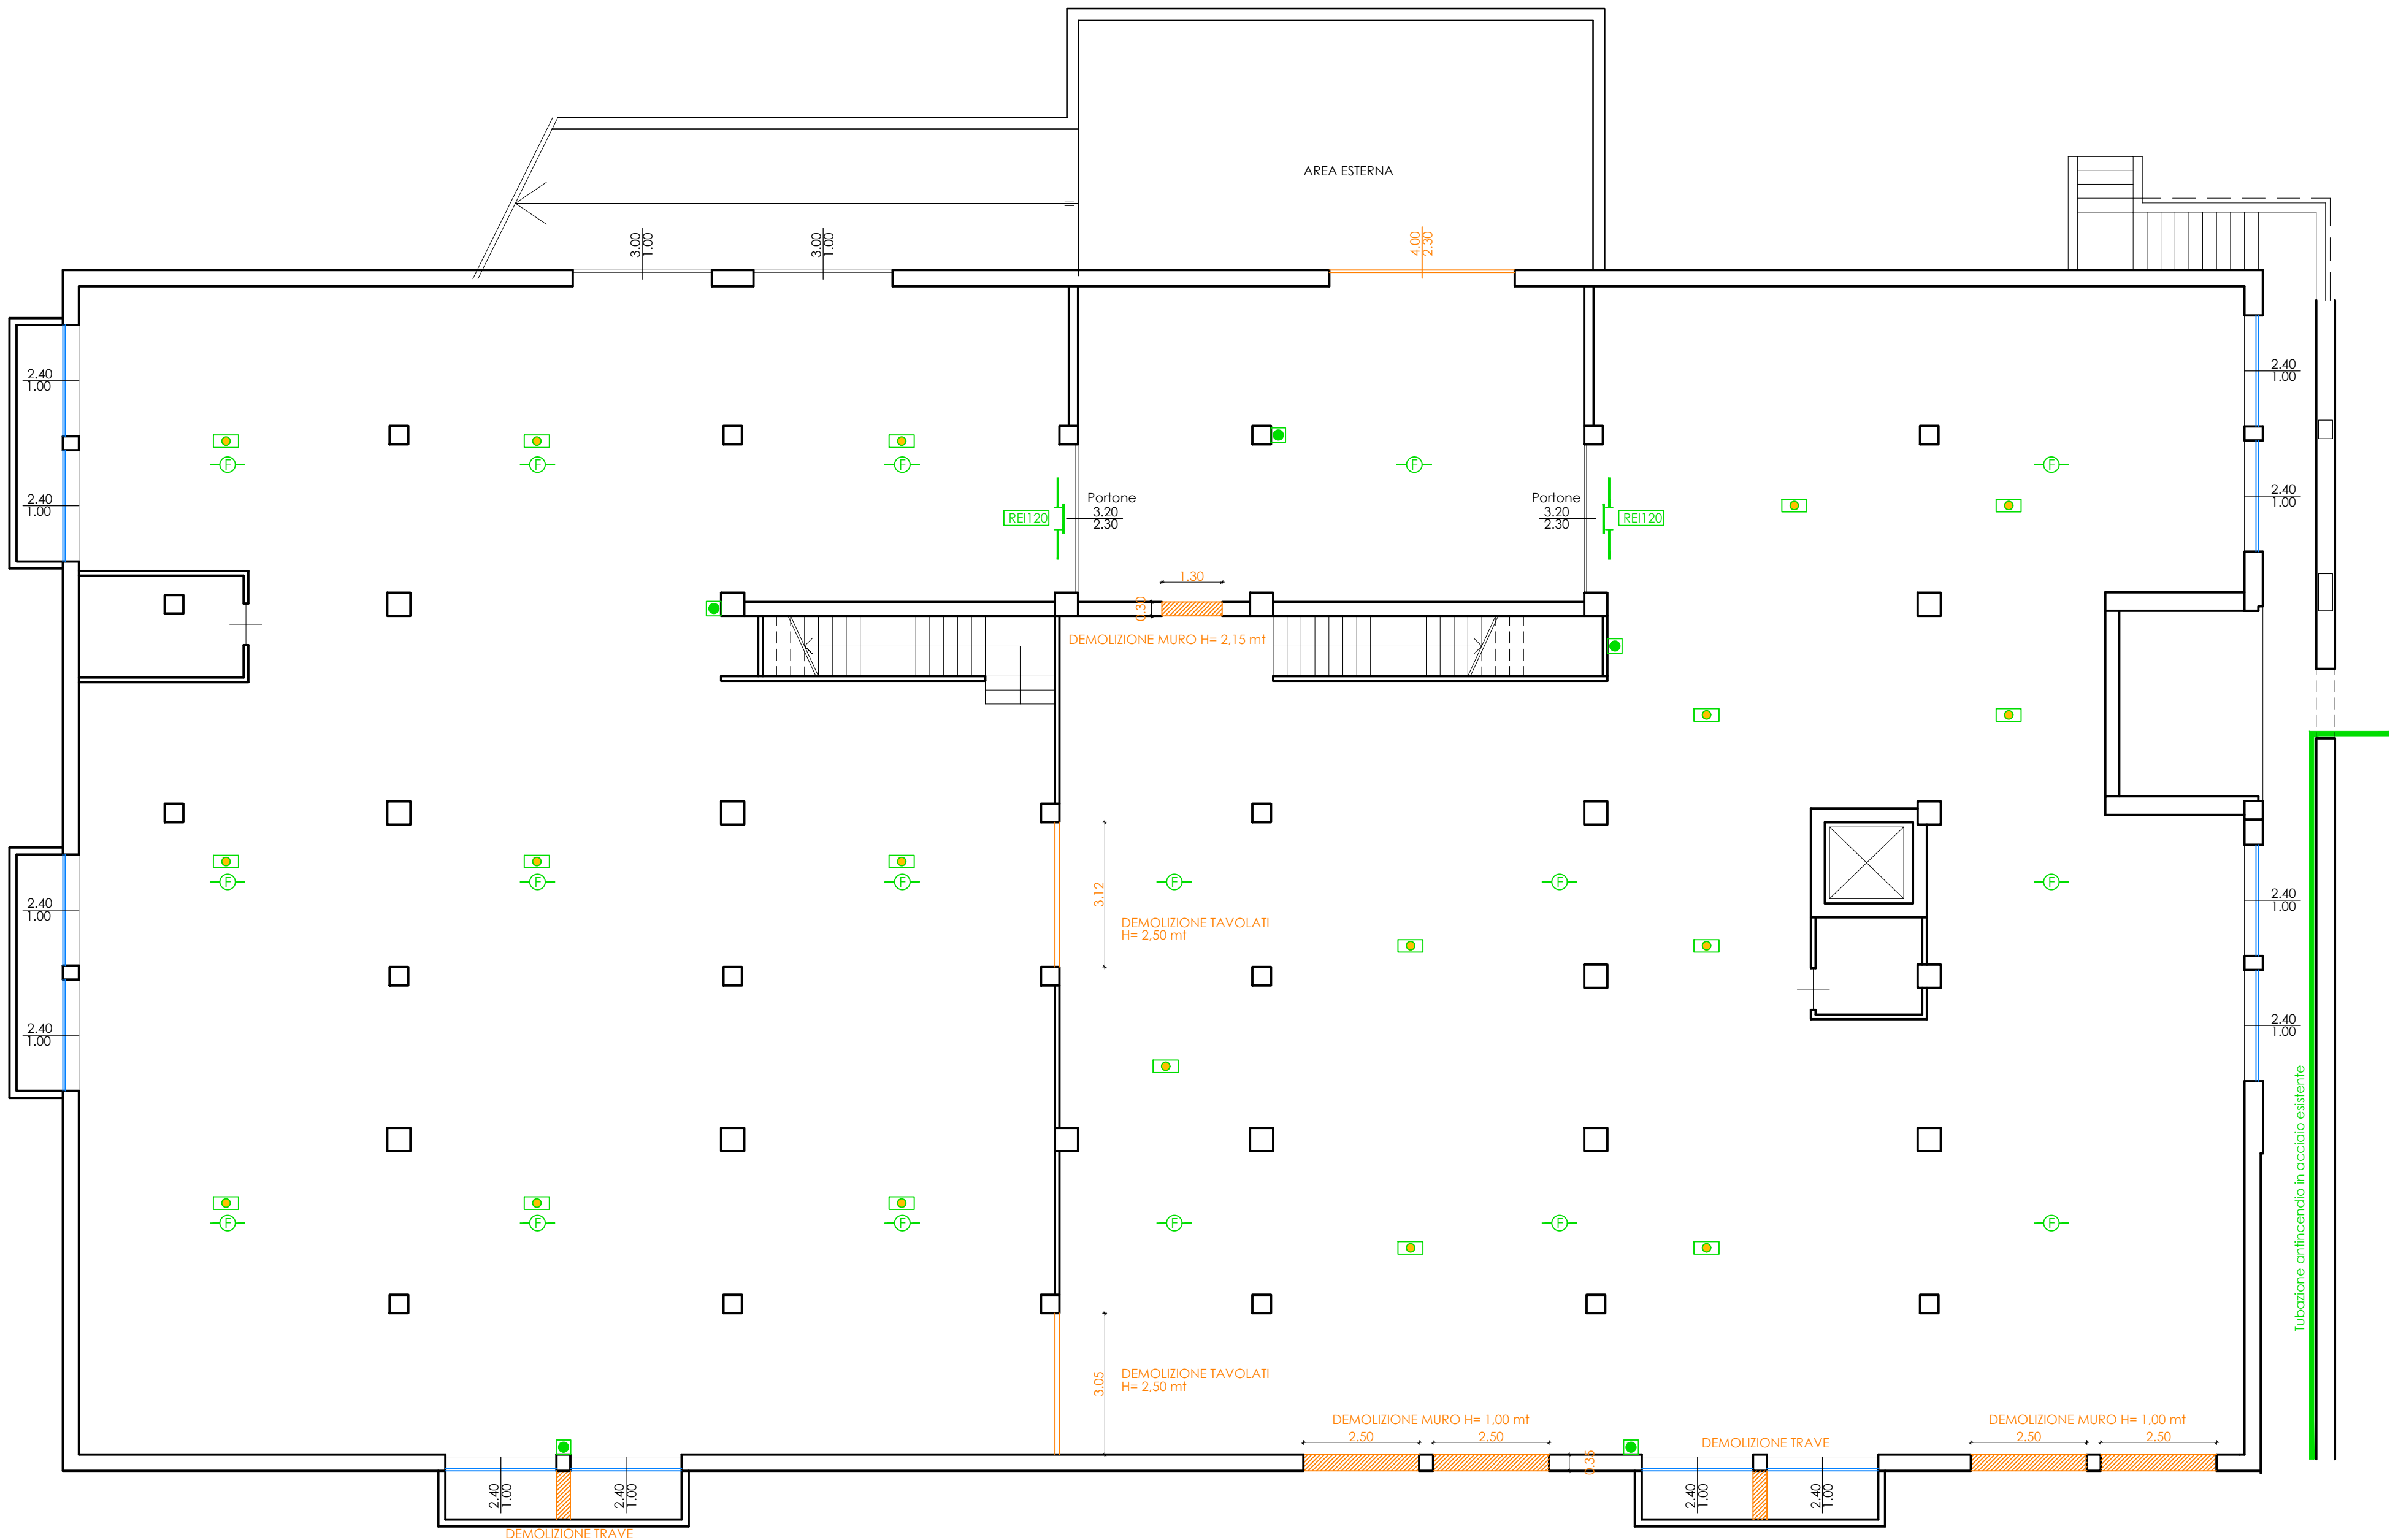 AREA ESTERNA
3.00
1.00
3.00
1.00
4.00
2.30
2.40
1.00
2.40
1.00
F
F
F
F
F
2.40
1.00
2.40
1.00
REI120
Portone
3.20
2.30
Portone
3.20
2.30
REI120
1.30
0.30
DEMOLIZIONE MURO H= 2,15 mt
F
F
F
F
F
F
2.40
1.00
2.40
1.00
3.12
DEMOLIZIONE TAVOLATI
H= 2,50 mt
2.40
1.00
2.40
1.00
Tubazione antincendio in acciaio esistente
F
F
F
F
F
F
3.05
DEMOLIZIONE TAVOLATI
H= 2,50 mt
DEMOLIZIONE MURO H= 1,00 mt
2.50
2.50
0.35
DEMOLIZIONE TRAVE
DEMOLIZIONE MURO H= 1,00 mt
2.50
2.50
2.40
1.00
2.40
1.00
2.40
1.00
2.40
1.00
DEMOLIZIONE TRAVE